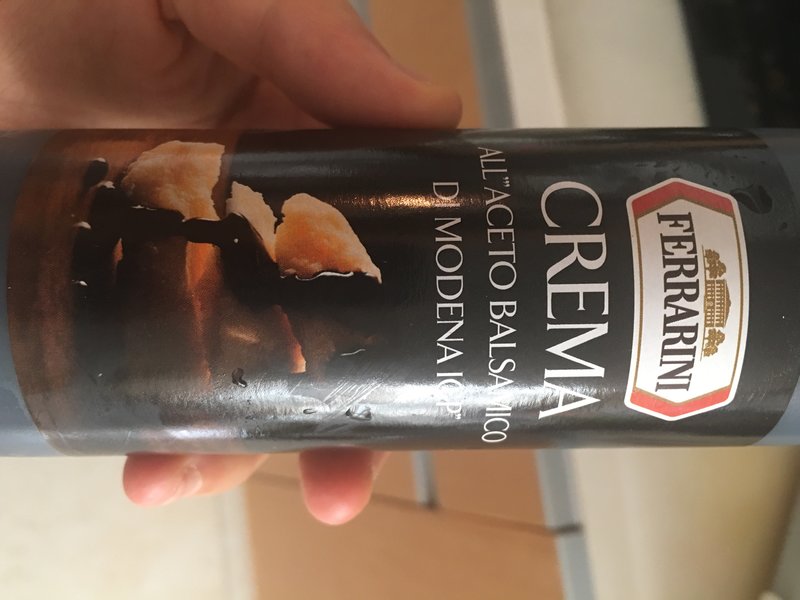 FERRARINI
CREMA
ALL'"ACETO BALSAMICO
DI MODENA IGP"